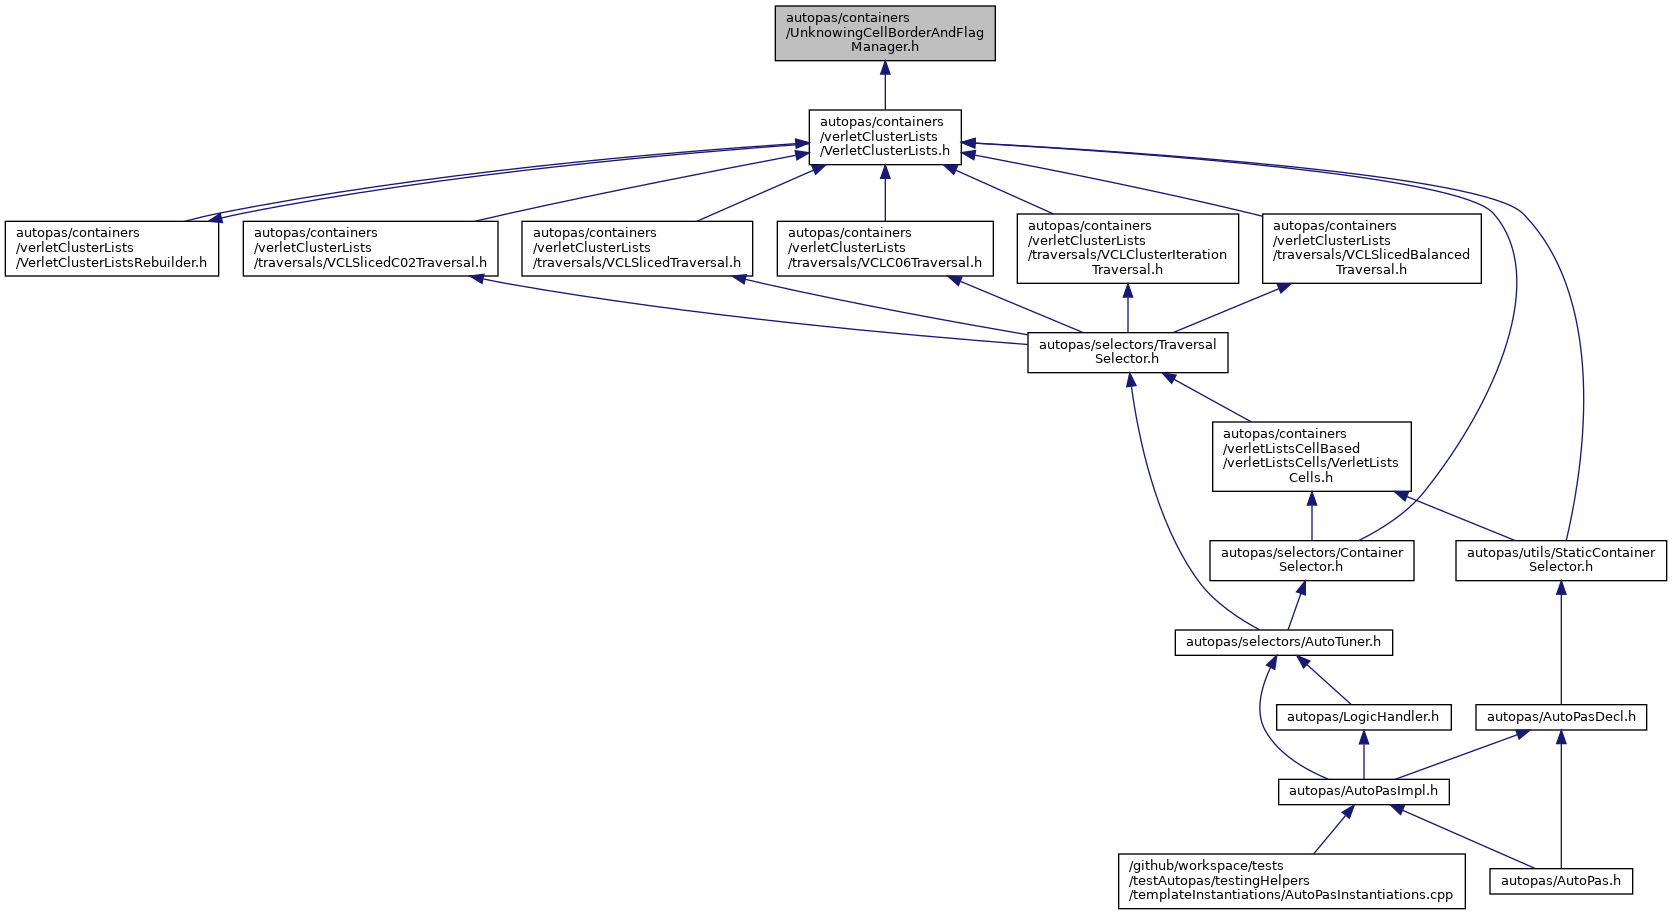 autopas/containers
/UnknowingCellBorderAndFlag
Manager.h
autopas/containers
/verletClusterLists
/VerletClusterLists.h
autopas/containers
/verletClusterLists
/VerletClusterListsRebuilder.h
autopas/containers
/verletClusterLists
/traversals/VCLSlicedC02Traversal.h
autopas/containers
/verletClusterLists
/traversals/VCLSlicedTraversal.h
autopas/containers
/verletClusterLists
/traversals/VCLC06Traversal.h
autopas/containers
/verletClusterLists
/traversals/VCLClusterIteration
Traversal.h
autopas/containers
/verletClusterLists
/traversals/VCLSlicedBalanced
Traversal.h
autopas/selectors/Traversal
Selector.h
autopas/containers
/verletListsCellBased
/verletListsCells/VerletLists
Cells.h
autopas/selectors/Container
Selector.h
autopas/utils/StaticContainer
Selector.h
autopas/selectors/AutoTuner.h
autopas/LogicHandler.h
autopas/AutoPasDecl.h
autopas/AutoPasImpl.h
/github/workspace/tests
/testAutopas/testingHelpers
/templateInstantiations/AutoPasInstantiations.cpp
autopas/AutoPas.h